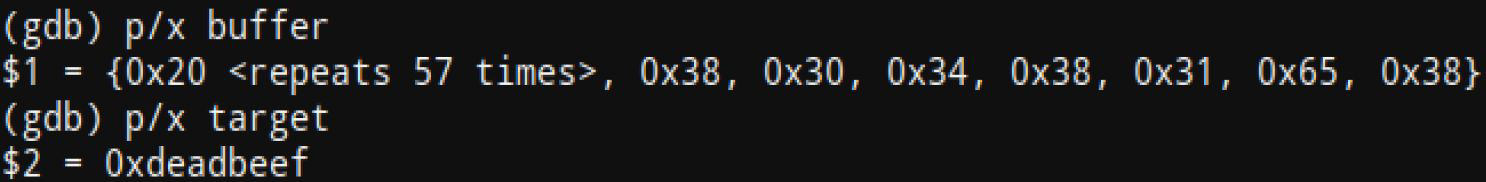 (gdb) p/x buffer
$1 = {0x20 <repeats 57 times>, 0x38, 0x30, 0x34, 0x38, 0x31, 0x65, 0x38}
(gdb) p/x target
$2 = 0xdeadbeef